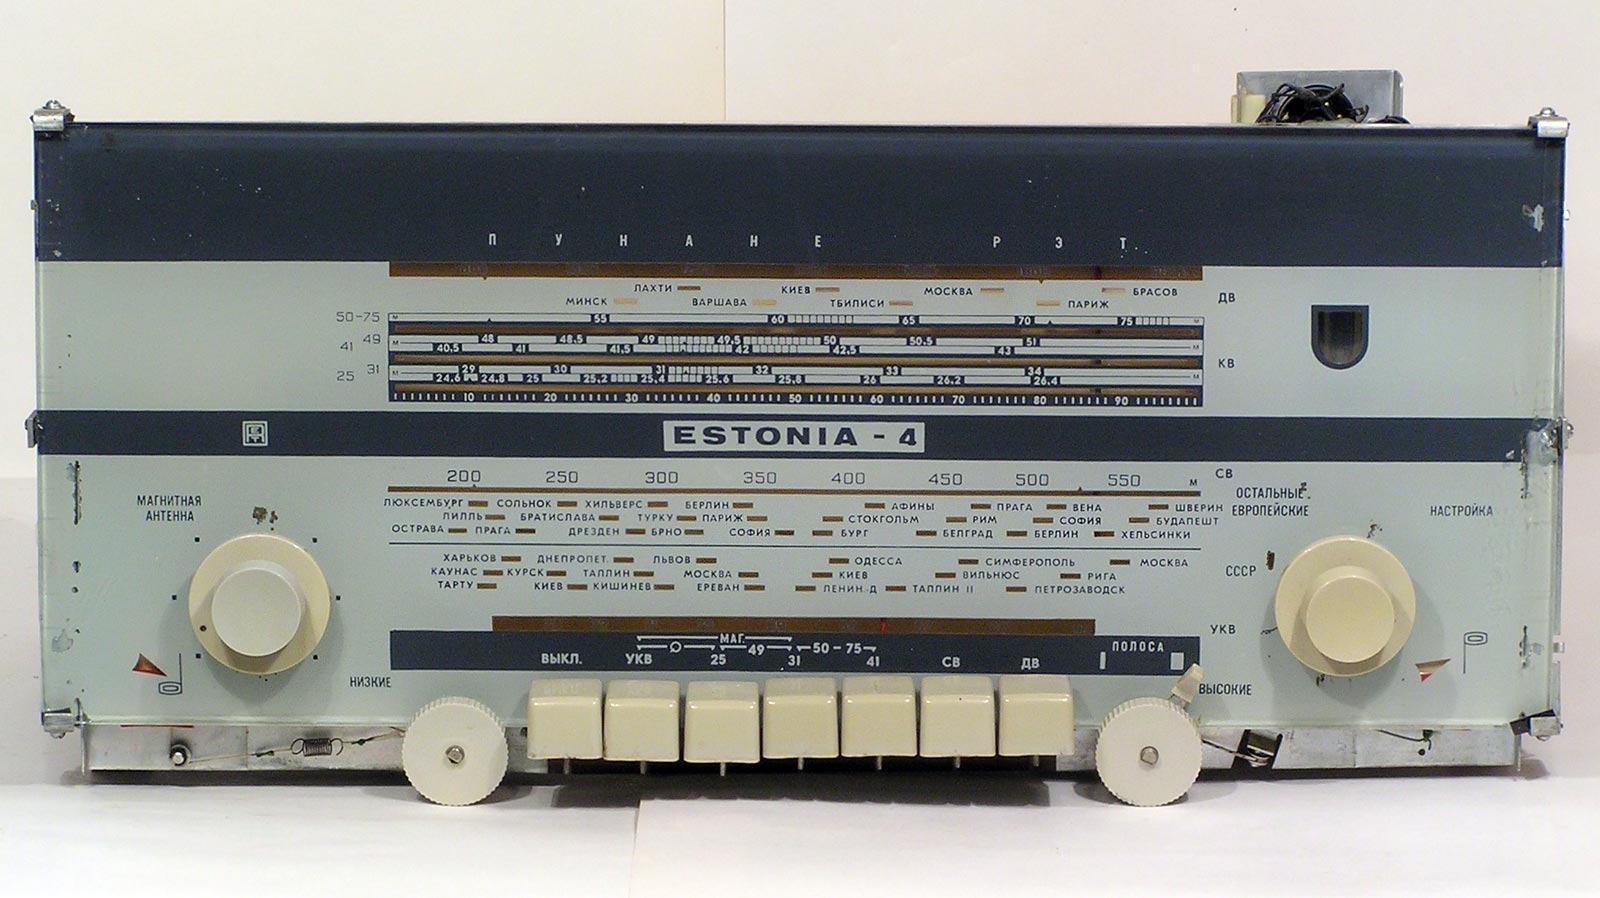 ПУНАНЕ РЭТ
ЛАХТИ КИЕВ МОСКВА БРАСОВ
МИНСК ВАРШАВА ТБИЛИСИ ПАРИЖ ДВ
50-75 м 55 60 65 70 75 м
49 48 48,5 49 49,5 50 50,5 51
41 40,5 41 41,5 42 42,5 43 м
КВ
31 м 29 30 31 32 33 34
25 24,6 24,8 25 25,2 25,4 25,6 25,8 26 26,2 26,4 м
10 20 30 40 50 60 70 80 90
ESTONIA - 4
200 250 300 350 400 450 500 550 м СВ
МАГНИТНАЯ АНТЕННА
ОСТАЛЬНЫЕ ЕВРОПЕЙСКИЕ
НАСТРОЙКА
ЛЮКСЕМБУРГ СОЛЬНОК ХИЛЬВЕРС БЕРЛИН АФИНЫ ПРАГА ВЕНА ШВЕРИН
ПИЛЛЬ БРАТИСЛАВА ТУРКУ ПАРИЖ СТОКГОЛЬМ РИМ СОФИЯ БУДАПЕШТ
ОСТРАВА ПРАГА ДРЕЗДЕН БРНО СОФИЯ БУРГ БЕЛГРАД БЕРЛИН ХЕЛЬСИНКИ
ХАРЬКОВ ДНЕПРОПЕТ. ЛЬВОВ ОДЕССА СИМФЕРОПОЛЬ МОСКВА
КАУНАС КУРСК ТАЛЛИН МОСКВА КИЕВ ВИЛЬНЮС РИГА СССР
ТАРТУ КИЕВ КИШИНЕВ ЕРЕВАН ЛЕНИН-Д ТАЛЛИН II ПЕТРОЗАВОДСК
УКВ
МАГ. ПОЛОСА
49 50-75
ВЫКЛ. УКВ 25 31 41 СВ ДВ
НИЗКИЕ ВЫСОКИЕ